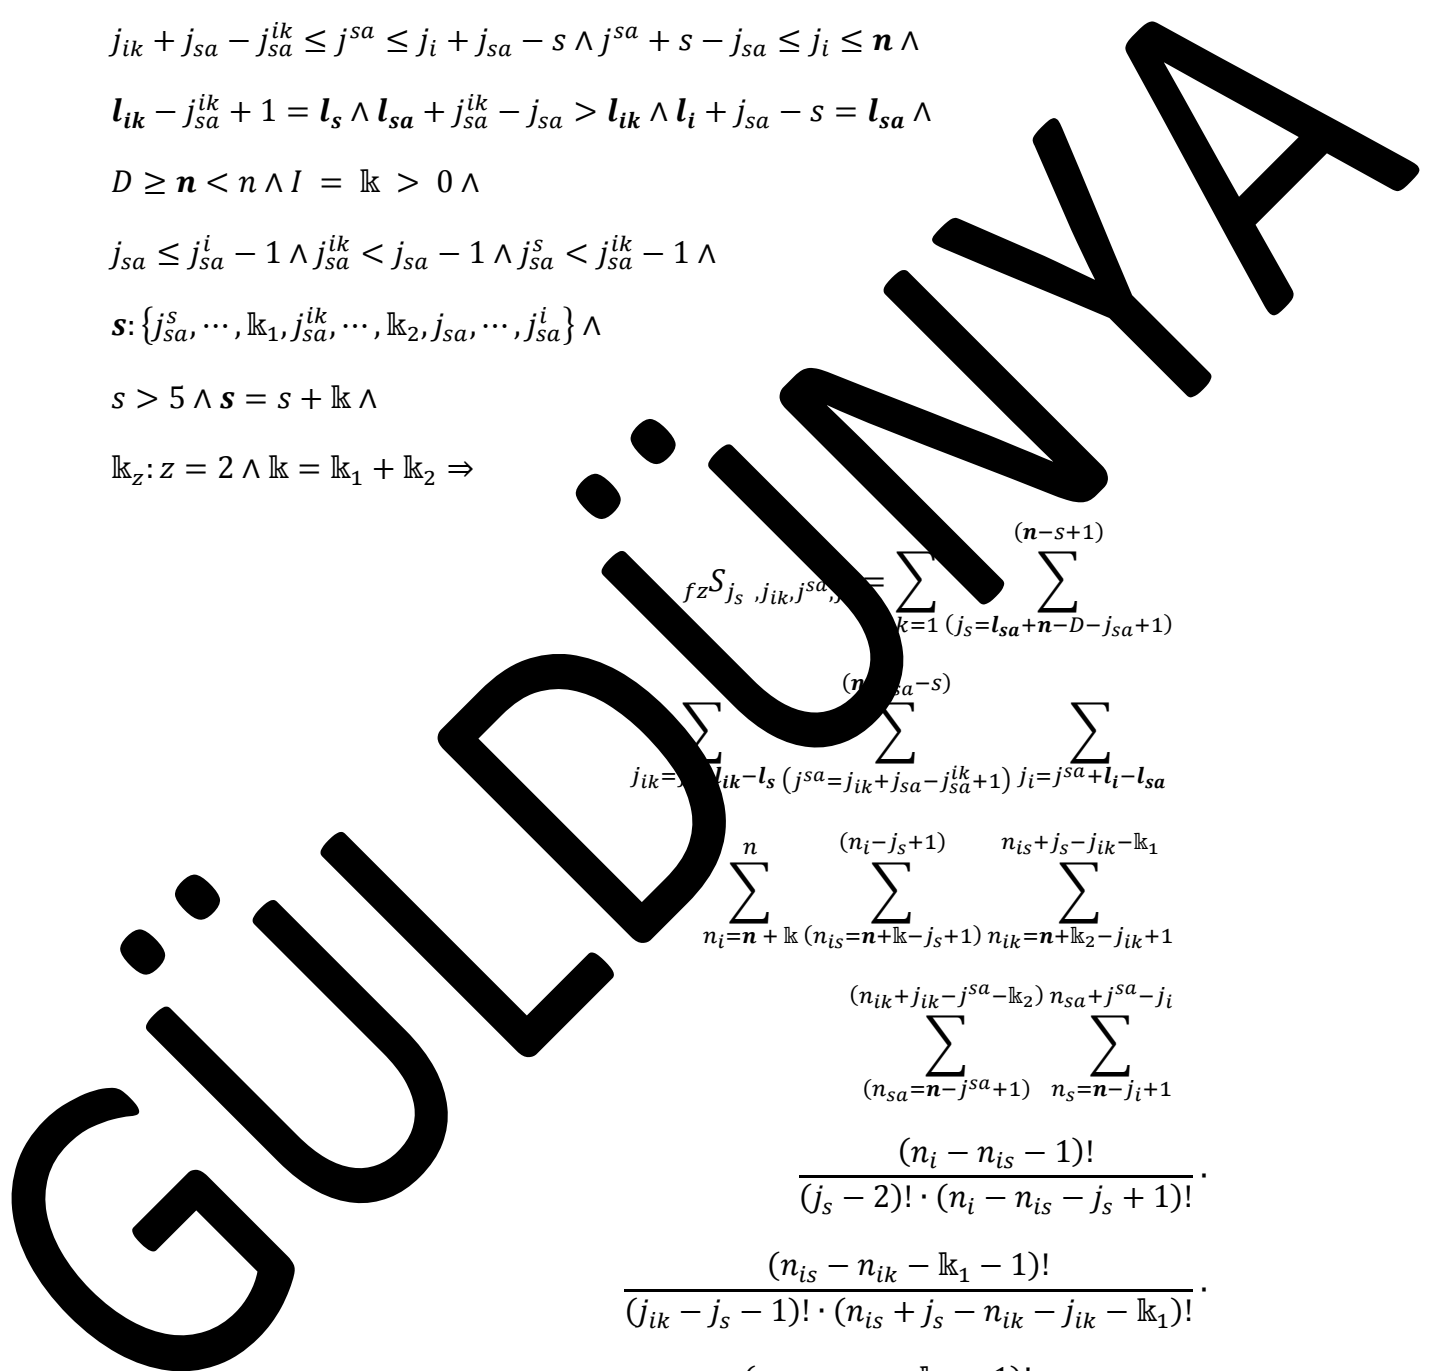 j_{ik} + j_{sa} − j_{sa}^{ik} ≤ j^{sa} ≤ j_i + j_{sa} − s ∧ j^{sa} + s − j_{sa} ≤ j_i ≤ 𝒏 ∧
𝒍_{𝒊𝒌} − j_{sa}^{ik} + 1 = 𝒍_𝒔 ∧ 𝒍_{𝒔𝒂} + j_{sa}^{ik} − j_{sa} > 𝒍_{𝒊𝒌} ∧ 𝒍_𝒊 + j_{sa} − s = 𝒍_{𝒔𝒂} ∧
D ≥ 𝒏 < n ∧ I = 𝕜 > 0 ∧
j_{sa} ≤ j_{sa}^{i} − 1 ∧ j_{sa}^{ik} < j_{sa} − 1 ∧ j_{sa}^{s} < j_{sa}^{ik} − 1 ∧
𝒔: {j_{sa}^{s}, ⋯ , 𝕜_1, j_{sa}^{ik}, ⋯ , 𝕜_2, j_{sa}, ⋯ , j_{sa}^{i}} ∧
s > 5 ∧ 𝒔 = s + 𝕜 ∧
𝕜_z: z = 2 ∧ 𝕜 = 𝕜_1 + 𝕜_2 ⇒
GÜLDÜNYA
(𝒏−s+1)
_{fz}S_{j_s ,j_{ik},j^{sa},} = ∑ ∑
k=1 (j_s=𝒍_{𝒔𝒂}+𝒏−D−j_{sa}+1)
−s)
∑ ∑ ∑
j_{ik}= 𝒍_{𝒊𝒌}−𝒍_𝒔 (j^{sa}=j_{ik}+j_{sa}−j_{sa}^{ik}+1) j_i=j^{sa}+𝒍_𝒊−𝒍_{𝒔𝒂}
n (n_i−j_s+1) n_{is}+j_s−j_{ik}−𝕜_1
∑ ∑ ∑
n_i=𝒏 + 𝕜 (n_{is}=𝒏+𝕜−j_s+1) n_{ik}=𝒏+𝕜_2−j_{ik}+1
(n_{ik}+j_{ik}−j^{sa}−𝕜_2) n_{sa}+j^{sa}−j_i
∑ ∑
(n_{sa}=𝒏−j^{sa}+1) n_s=𝒏−j_i+1
(n_i − n_{is} − 1)!
(j_s − 2)! · (n_i − n_{is} − j_s + 1)! ·
(n_{is} − n_{ik} − 𝕜_1 − 1)!
(j_{ik} − j_s − 1)! · (n_{is} + j_s − n_{ik} − j_{ik} − 𝕜_1)! ·